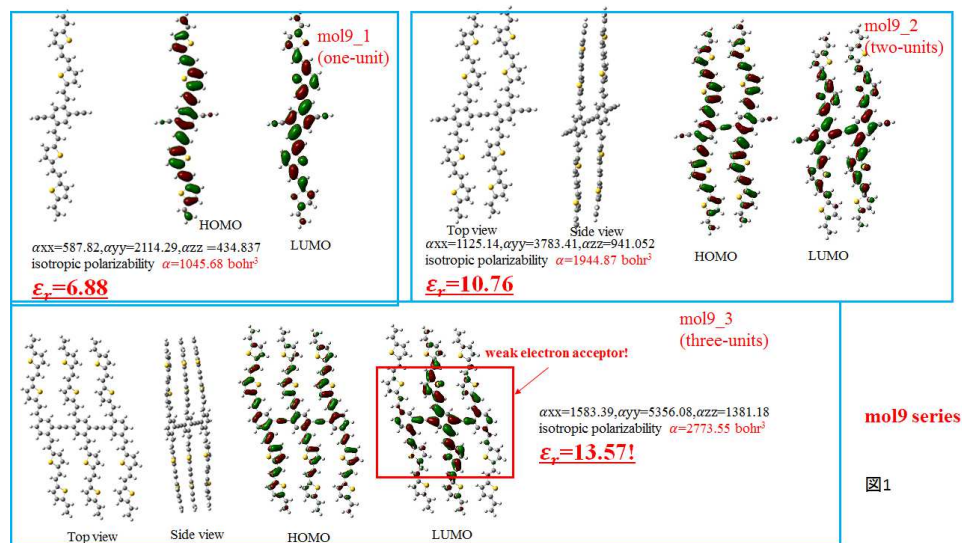 mol9_1
(one-unit)
HOMO
LUMO
αxx=587.82,αyy=2114.29,αzz =434.837
isotropic polarizability α=1045.68 bohr³
εr=6.88
mol9_2
(two-units)
Top view
Side view
αxx=1125.14,αyy=3783.41,αzz=941.052
isotropic polarizability α=1944.87 bohr³
HOMO
LUMO
εr=10.76
mol9_3
(three-units)
weak electron acceptor!
αxx=1583.39,αyy=5356.08,αzz=1381.18
isotropic polarizability α=2773.55 bohr³
εr=13.57!
Top view
Side view
HOMO
LUMO
mol9 series
図1